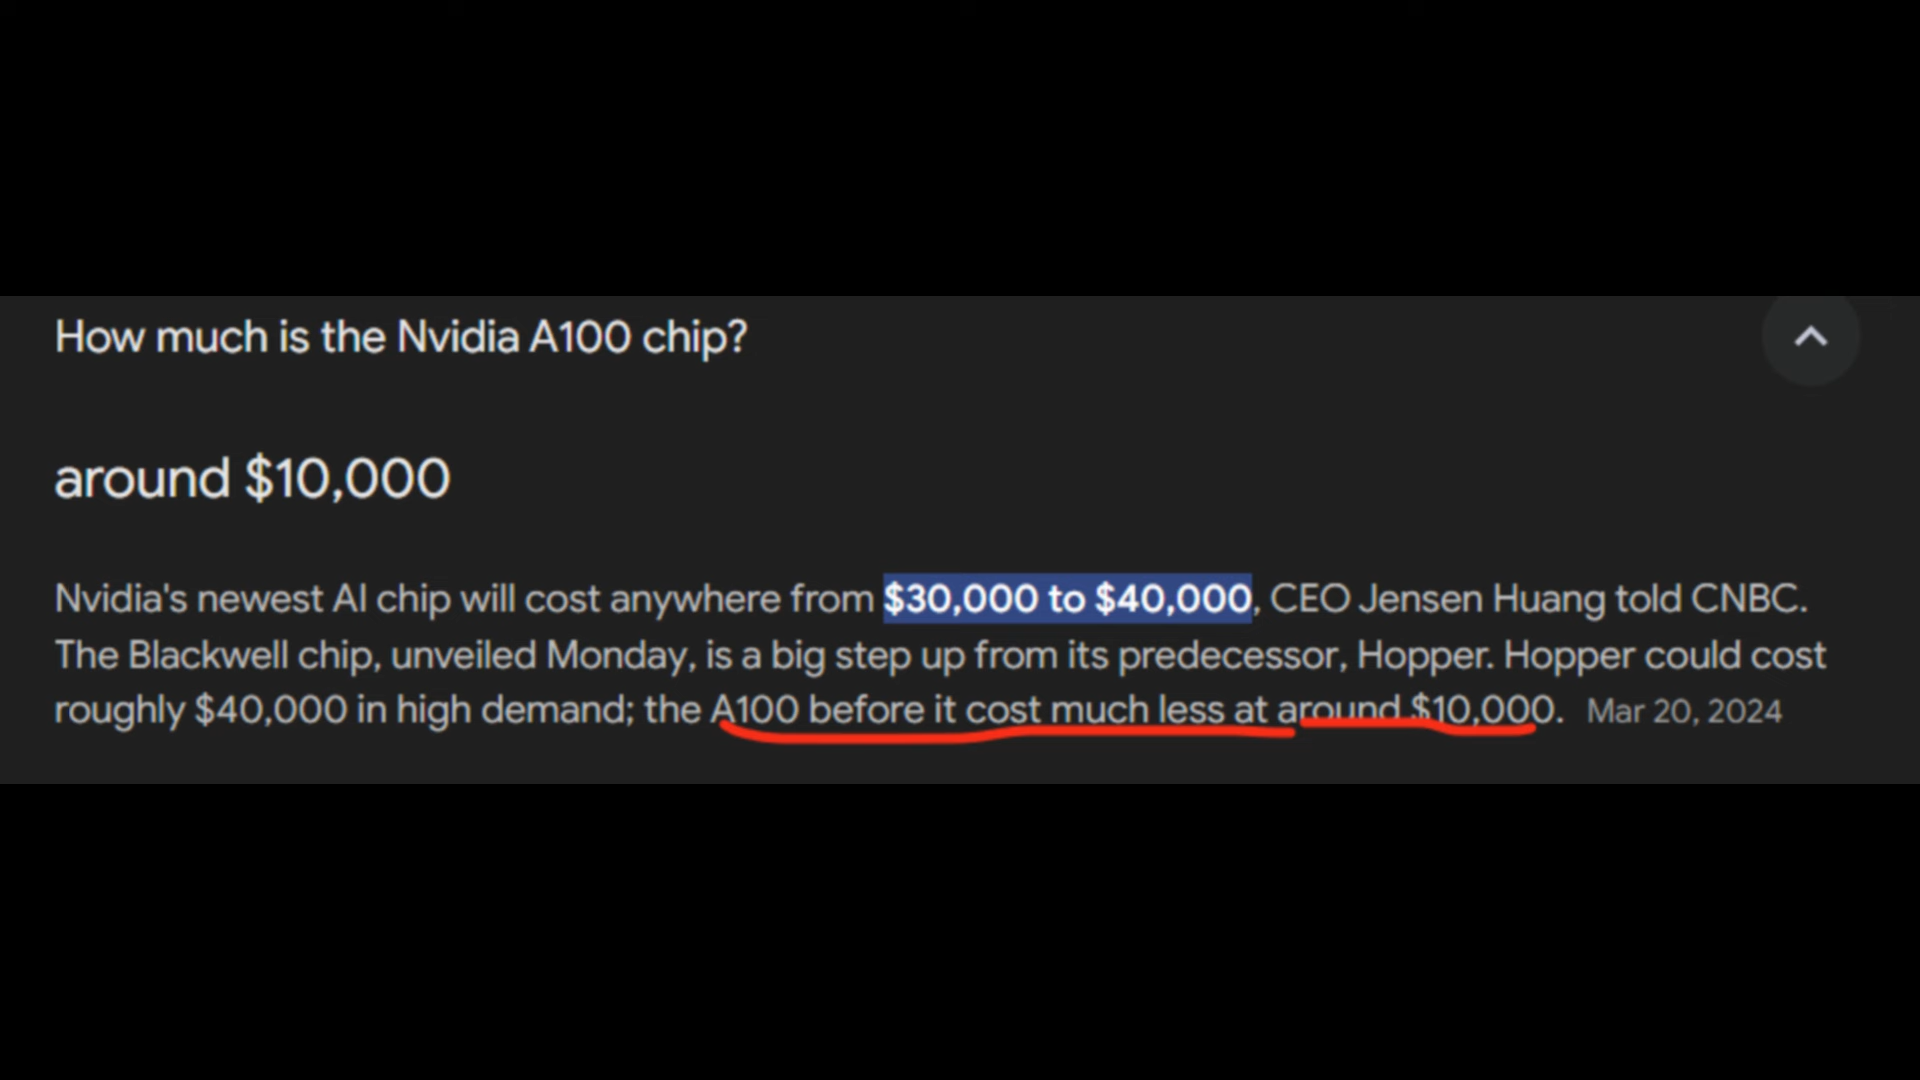 How much is the Nvidia A100 chip?
around $10,000
Nvidia's newest AI chip will cost anywhere from $30,000 to $40,000, CEO Jensen Huang told CNBC.
The Blackwell chip, unveiled Monday, is a big step up from its predecessor, Hopper. Hopper could cost
roughly $40,000 in high demand; the A100 before it cost much less at around $10,000. Mar 20, 2024